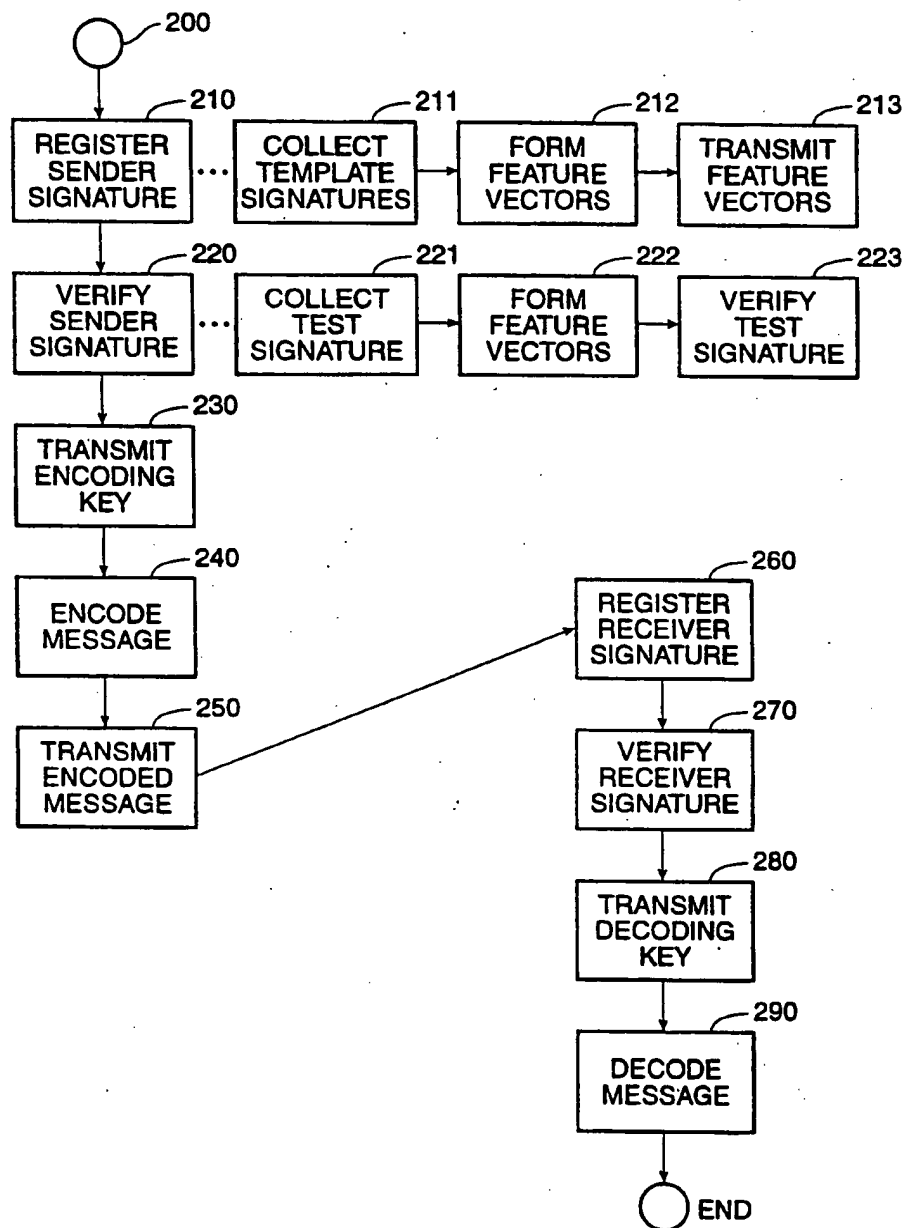 200
210
REGISTER
SENDER
SIGNATURE
211
COLLECT
TEMPLATE
SIGNATURES
212
FORM
FEATURE
VECTORS
213
TRANSMIT
FEATURE
VECTORS
220
VERIFY
SENDER
SIGNATURE
221
COLLECT
TEST
SIGNATURE
222
FORM
FEATURE
VECTORS
223
VERIFY
TEST
SIGNATURE
230
TRANSMIT
ENCODING
KEY
240
ENCODE
MESSAGE
250
TRANSMIT
ENCODED
MESSAGE
260
REGISTER
RECEIVER
SIGNATURE
270
VERIFY
RECEIVER
SIGNATURE
280
TRANSMIT
DECODING
KEY
290
DECODE
MESSAGE
END